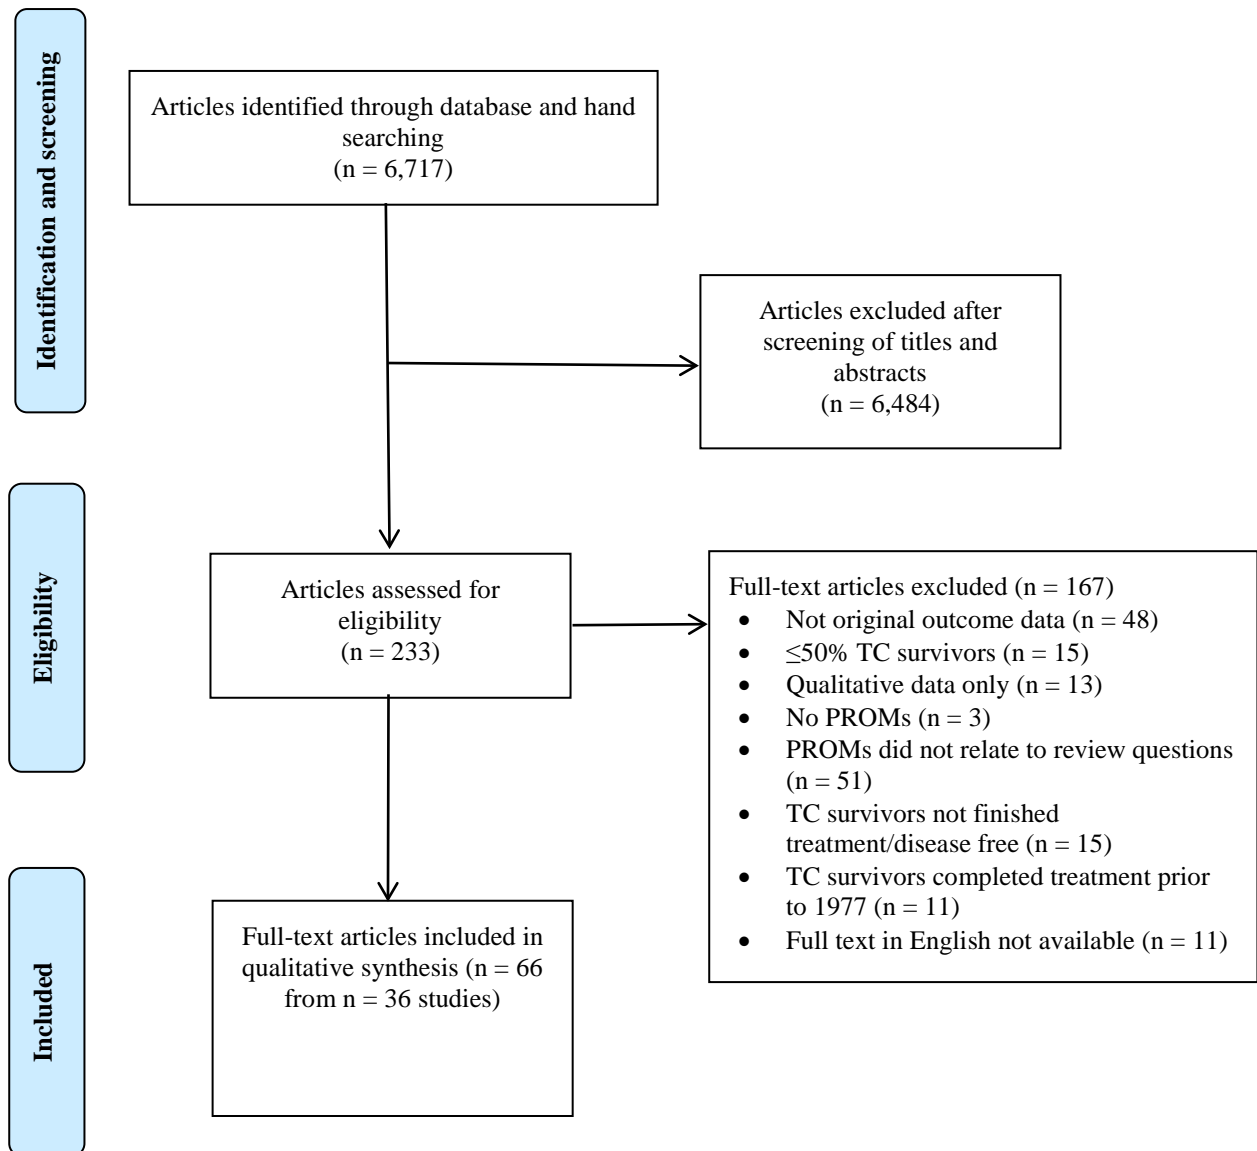 Identification and screening
Articles identified through database and hand
searching
(n = 6,717)
Articles excluded after
screening of titles and
abstracts
(n = 6,484)
Eligibility
Articles assessed for
eligibility
(n = 233)
Full-text articles excluded (n = 167)
• Not original outcome data (n = 48)
• ≤50% TC survivors (n = 15)
• Qualitative data only (n = 13)
• No PROMs (n = 3)
• PROMs did not relate to review questions
(n = 51)
• TC survivors not finished
treatment/disease free (n = 15)
• TC survivors completed treatment prior
to 1977 (n = 11)
• Full text in English not available (n = 11)
Included
Full-text articles included in
qualitative synthesis (n = 66
from n = 36 studies)